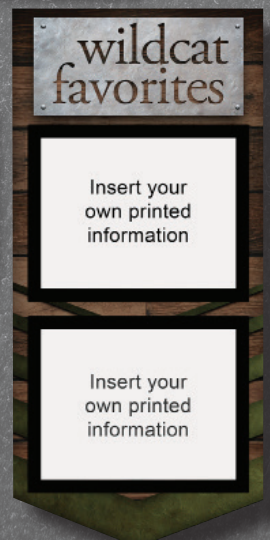 wildcat
favorites
Insert your
own printed
information
Insert your
own printed
information